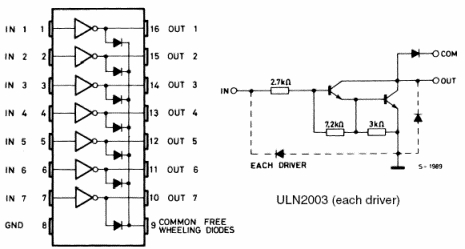 IN 1 1 16 OUT 1
IN 2 2 15 OUT 2
IN 3 3 14 OUT 3
IN 4 4 13 OUT 4
IN 5 5 12 OUT 5
IN 6 6 11 OUT 6
IN 7 7 10 OUT 7
GND 8 9 COMMON FREE
WHEELING DIODES
COM
OUT
IN 2.7kΩ
7.2kΩ 3kΩ
EACH DRIVER
S-1989
ULN2003 (each driver)